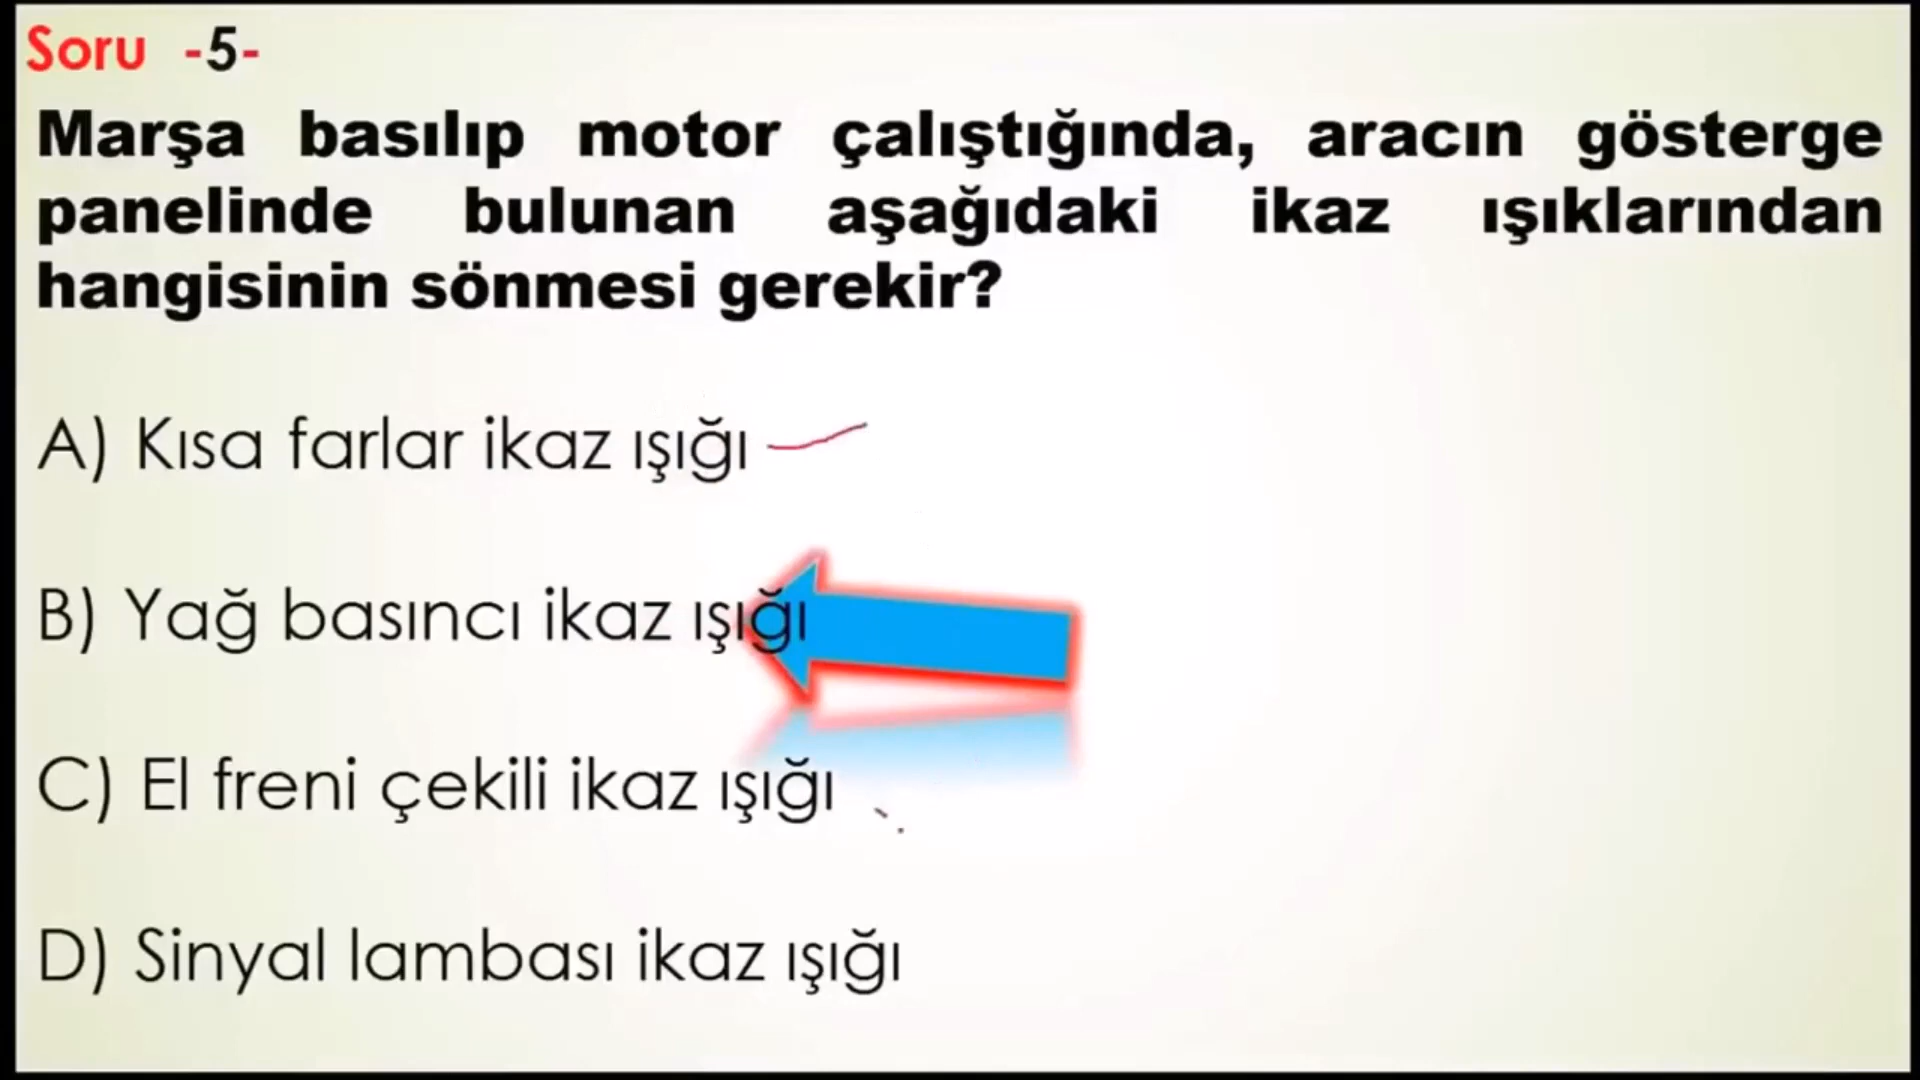 Soru -5-
Marşa basılıp motor çalıştığında, aracın gösterge
panelinde bulunan aşağıdaki ikaz ışıklarından
hangisinin sönmesi gerekir?
A) Kısa farlar ikaz ışığı
B) Yağ basıncı ikaz ışığı
C) El freni çekili ikaz ışığı
D) Sinyal lambası ikaz ışığı